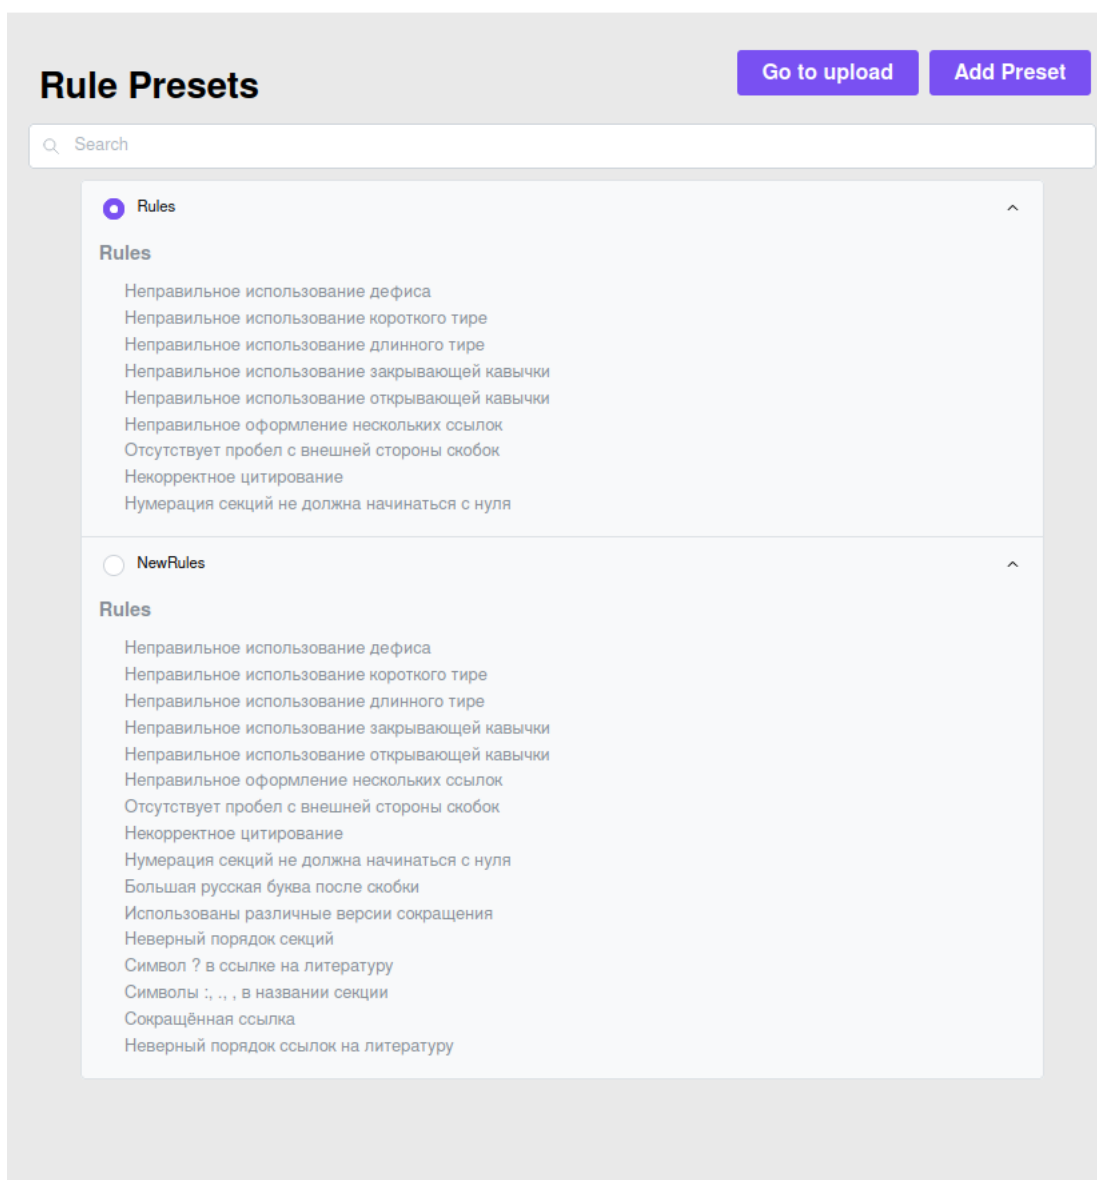 Rule Presets
Go to upload
Add Preset
Search
Rules
Rules
Неправильное использование дефиса
Неправильное использование короткого тире
Неправильное использование длинного тире
Неправильное использование закрывающей кавычки
Неправильное использование открывающей кавычки
Неправильное оформление нескольких ссылок
Отсутствует пробел с внешней стороны скобок
Некорректное цитирование
Нумерация секций не должна начинаться с нуля
NewRules
Rules
Неправильное использование дефиса
Неправильное использование короткого тире
Неправильное использование длинного тире
Неправильное использование закрывающей кавычки
Неправильное использование открывающей кавычки
Неправильное оформление нескольких ссылок
Отсутствует пробел с внешней стороны скобок
Некорректное цитирование
Нумерация секций не должна начинаться с нуля
Большая русская буква после скобки
Использованы различные версии сокращения
Неверный порядок секций
Символ ? в ссылке на литературу
Символы :, ., , в названии секции
Сокращённая ссылка
Неверный порядок ссылок на литературу